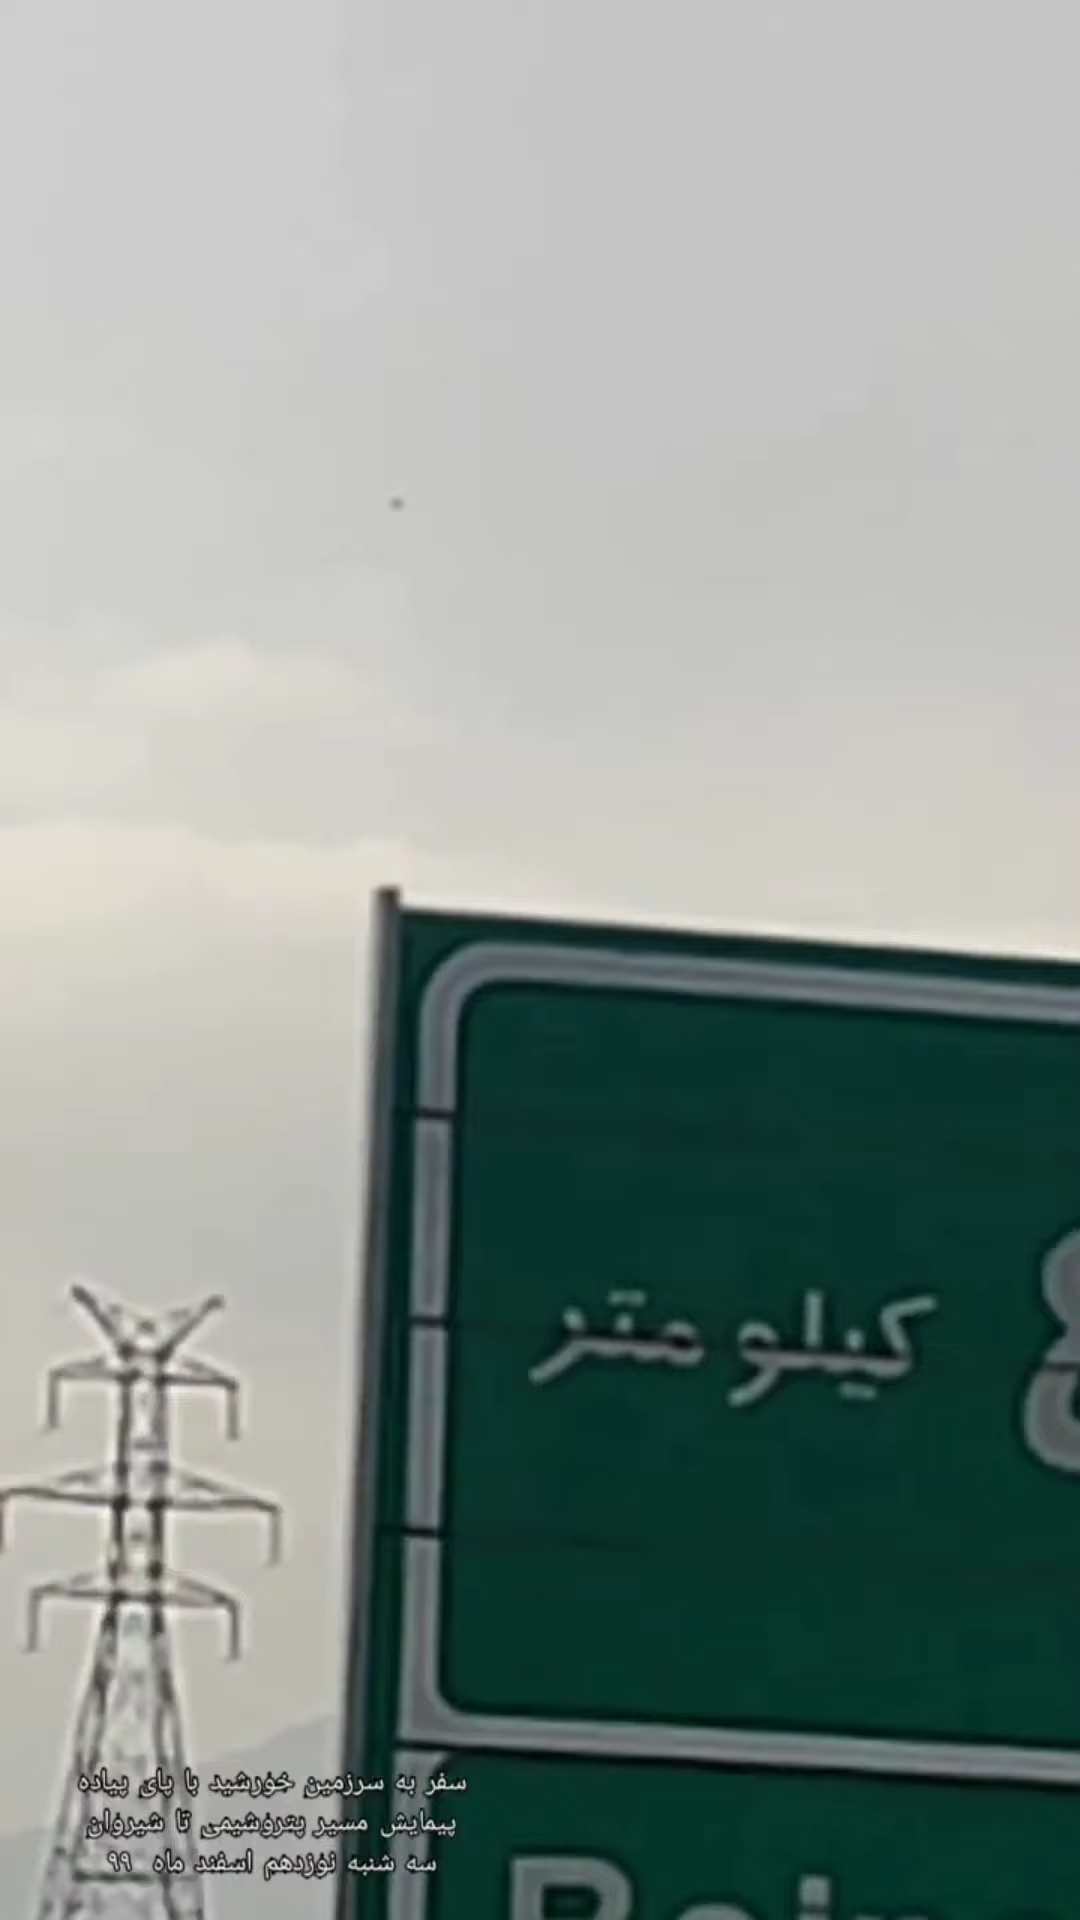 کیلومتر
سفر به سرزمین خورشید با پای پیاده
پیمایش مسیر پتروشیمی تا شیروان
سه شنبه نوزدهم اسفند ماه ۹۹